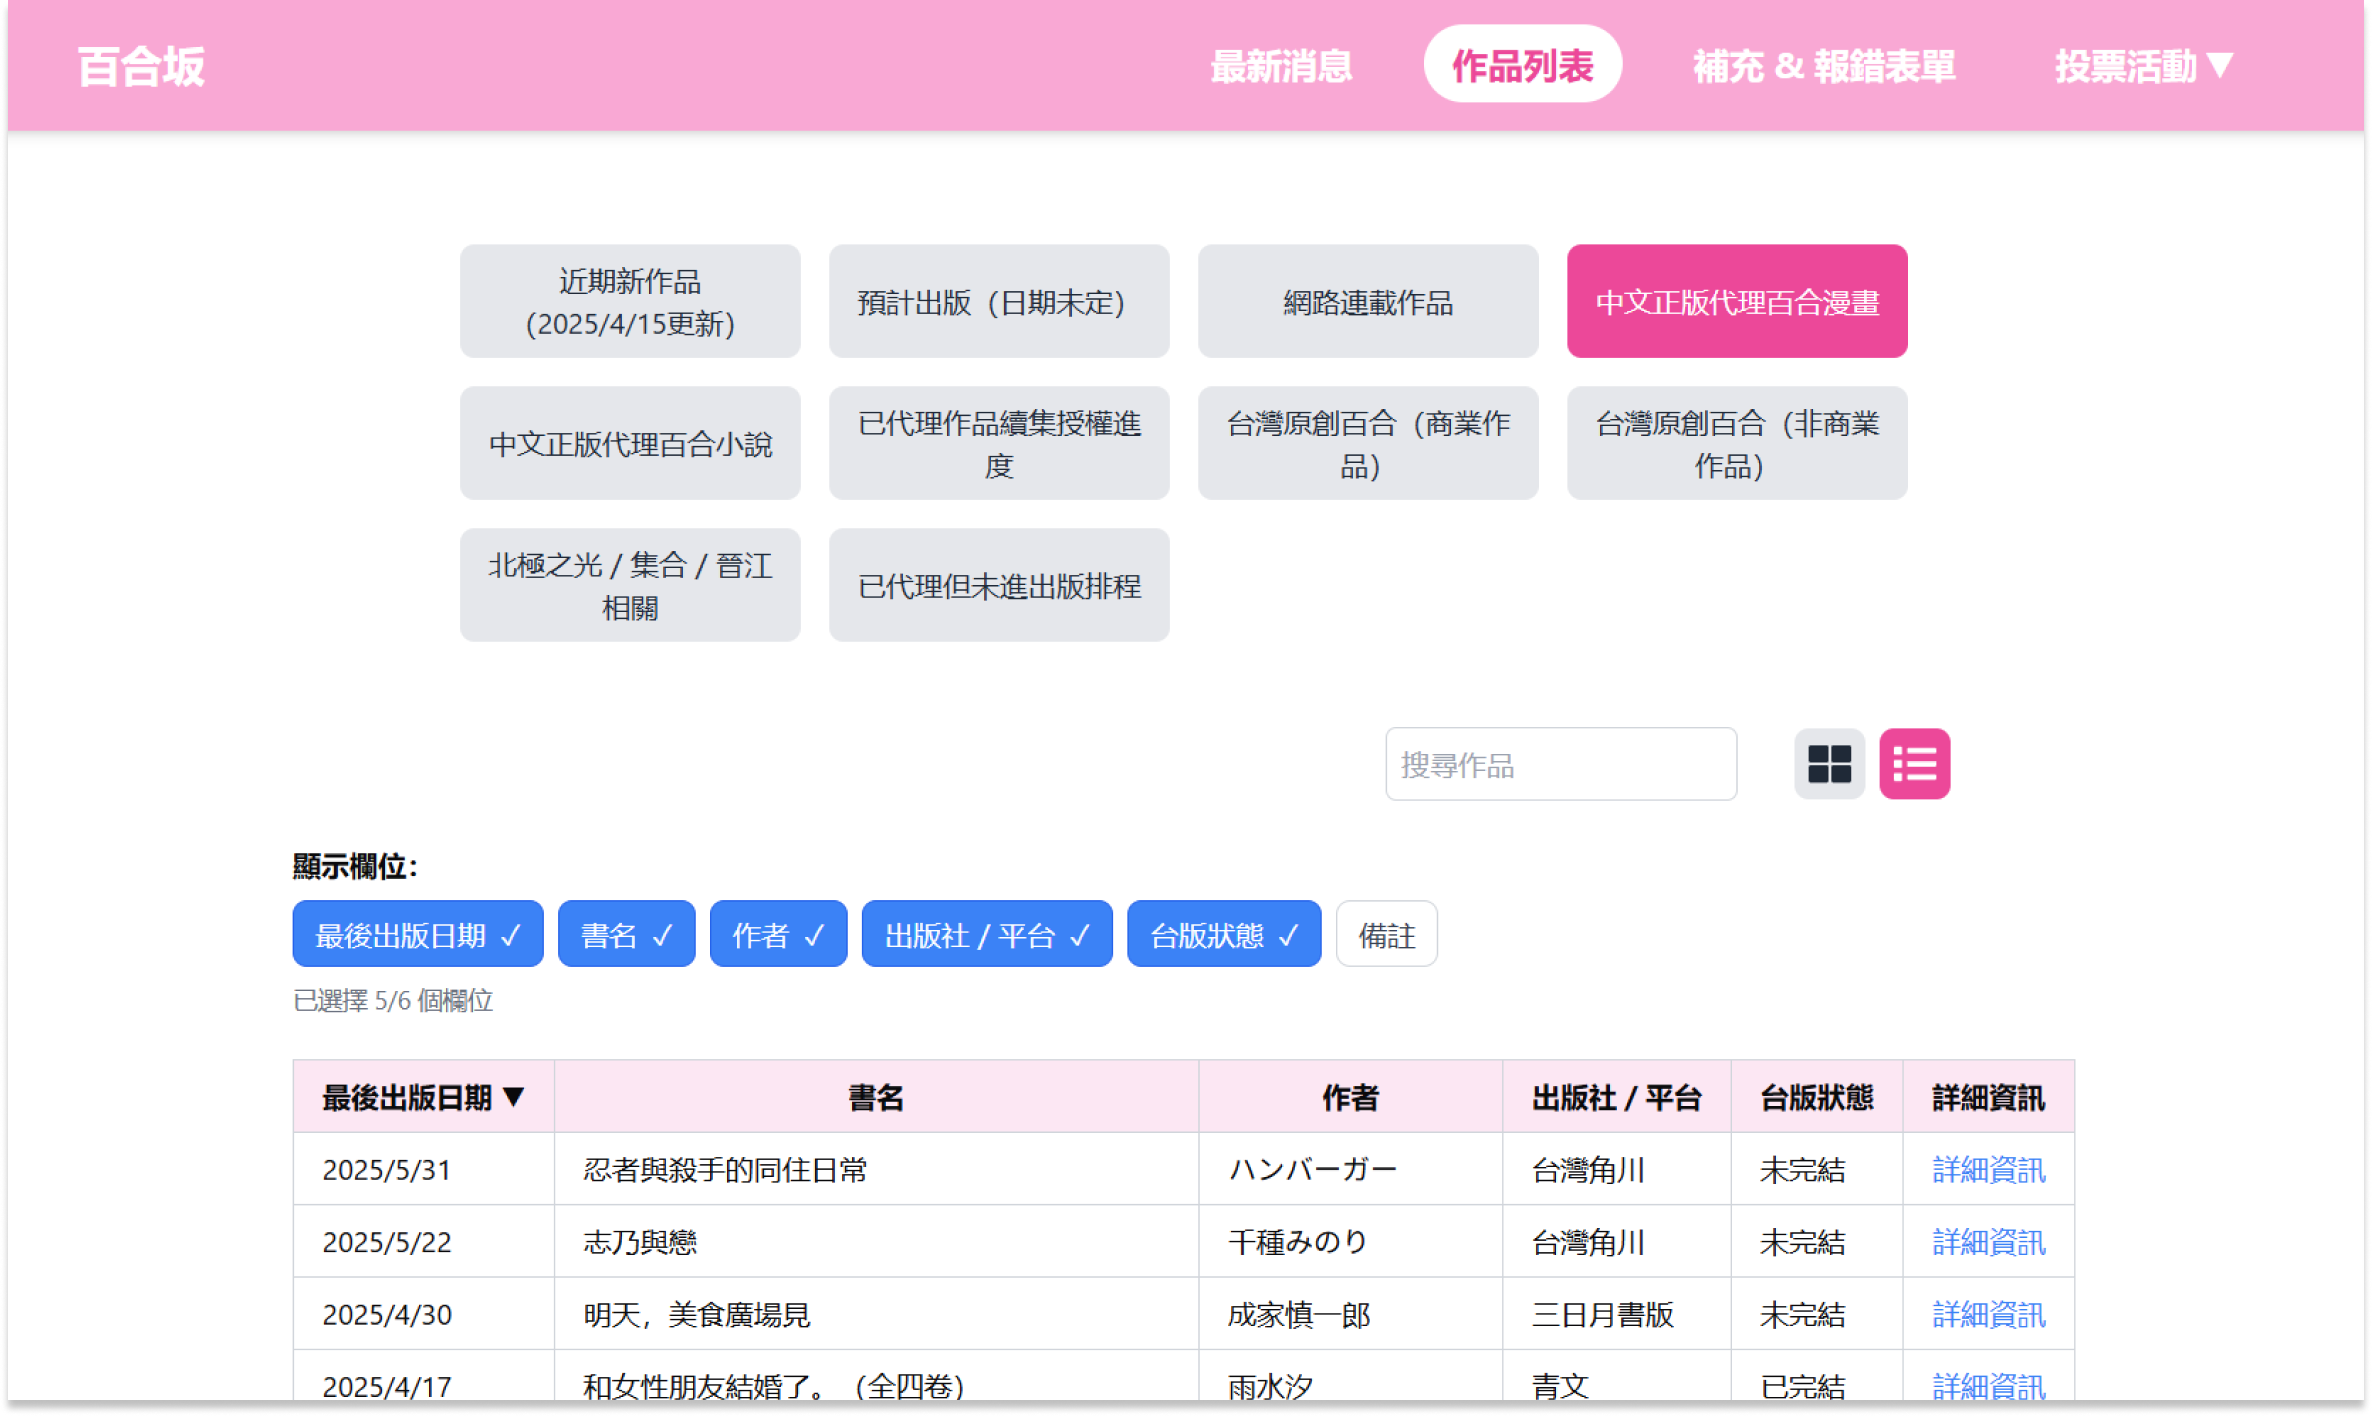 百合坂
最新消息
作品列表
補充 & 報錯表單
投票活動▼
近期新作品
（2025/4/15更新）
預計出版（日期未定）
網路連載作品
中文正版代理百合漫畫
中文正版代理百合小說
已代理作品續集授權進
度
台灣原創百合（商業作
品）
台灣原創百合（非商業
作品）
北極之光 / 集合 / 晉江
相關
已代理但未進出版排程
搜尋作品
顯示欄位：
最後出版日期 ✓ 書名 ✓ 作者 ✓ 出版社 / 平台 ✓ 台版狀態 ✓ 備註
已選擇 5/6 個欄位
最後出版日期▼ 書名 作者 出版社 / 平台 台版狀態 詳細資訊
2025/5/31 忍者與殺手的同住日常 ハンバーガー 台灣角川 未完結 詳細資訊
2025/5/22 志乃與戀 千種みのり 台灣角川 未完結 詳細資訊
2025/4/30 明天，美食廣場見 成家慎一郎 三日月書版 未完結 詳細資訊
2025/4/17 和女性朋友結婚了。（全四卷） 雨水汐 青文 已完結 詳細資訊